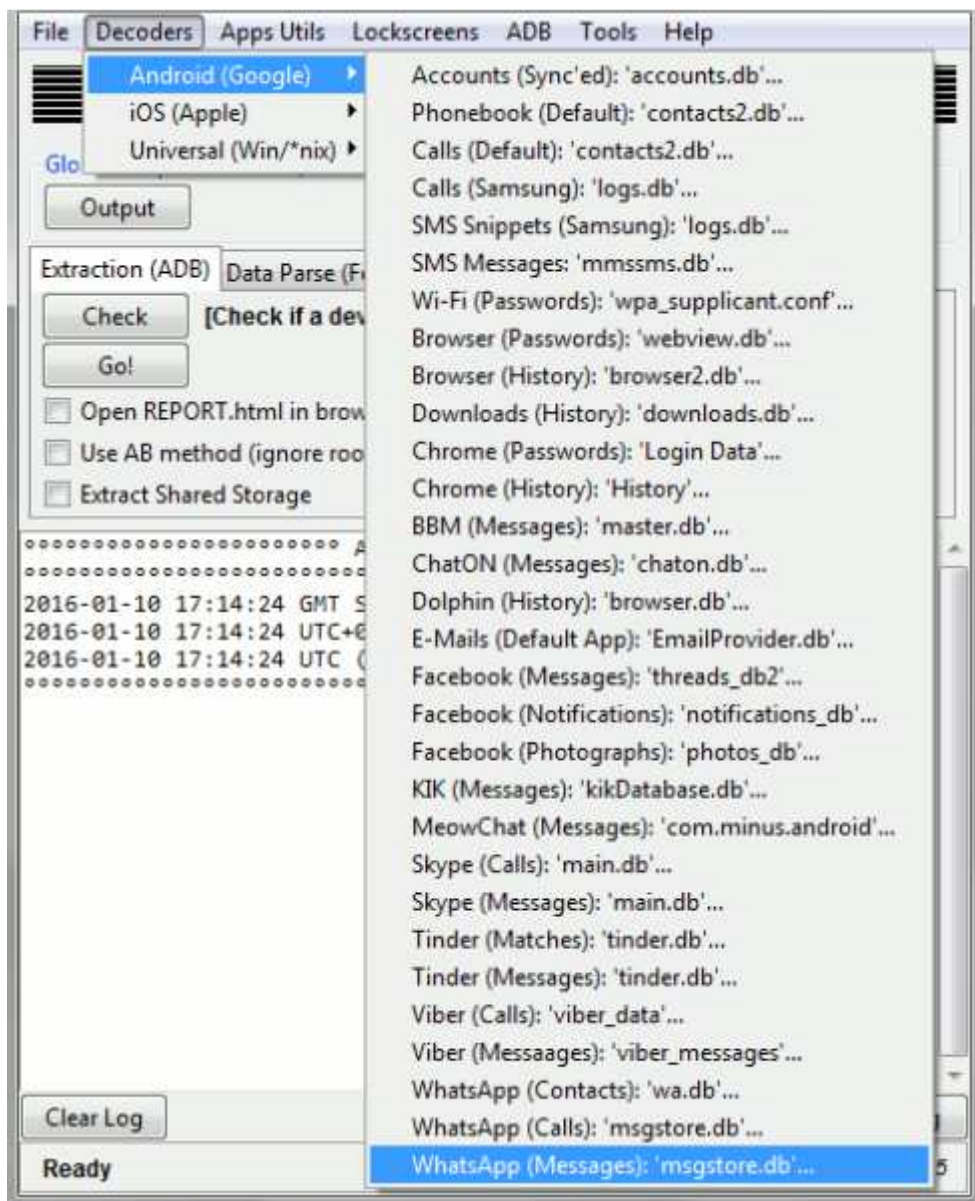 File Decoders Apps Utils Lockscreens ADB Tools Help
Android (Google)
iOS (Apple)
Universal (Win/*nix)
Accounts (Sync'ed): 'accounts.db'...
Phonebook (Default): 'contacts2.db'...
Calls (Default): 'contacts2.db'...
Calls (Samsung): 'logs.db'...
SMS Snippets (Samsung): 'logs.db'...
SMS Messages: 'mmssms.db'...
Wi-Fi (Passwords): 'wpa_supplicant.conf'...
Browser (Passwords): 'webview.db'...
Browser (History): 'browser2.db'...
Downloads (History): 'downloads.db'...
Chrome (Passwords): 'Login Data'...
Chrome (History): 'History'...
BBM (Messages): 'master.db'...
ChatON (Messages): 'chaton.db'...
Dolphin (History): 'browser.db'...
E-Mails (Default App): 'EmailProvider.db'...
Facebook (Messages): 'threads_db2'...
Facebook (Notifications): 'notifications_db'...
Facebook (Photographs): 'photos_db'...
KIK (Messages): 'kikDatabase.db'...
MeowChat (Messages): 'com.minus.android'...
Skype (Calls): 'main.db'...
Skype (Messages): 'main.db'...
Tinder (Matches): 'tinder.db'...
Tinder (Messages): 'tinder.db'...
Viber (Calls): 'viber_data'...
Viber (Messaages): 'viber_messages'...
WhatsApp (Contacts): 'wa.db'...
WhatsApp (Calls): 'msgstore.db'...
WhatsApp (Messages): 'msgstore.db'...
Glo
Output
Extraction (ADB) Data Parse (F
Check [Check if a dev
Go!
Open REPORT.html in brow
Use AB method (ignore roo
Extract Shared Storage
2016-01-10 17:14:24 GMT S
2016-01-10 17:14:24 UTC+0
2016-01-10 17:14:24 UTC (
Clear Log
Ready
5